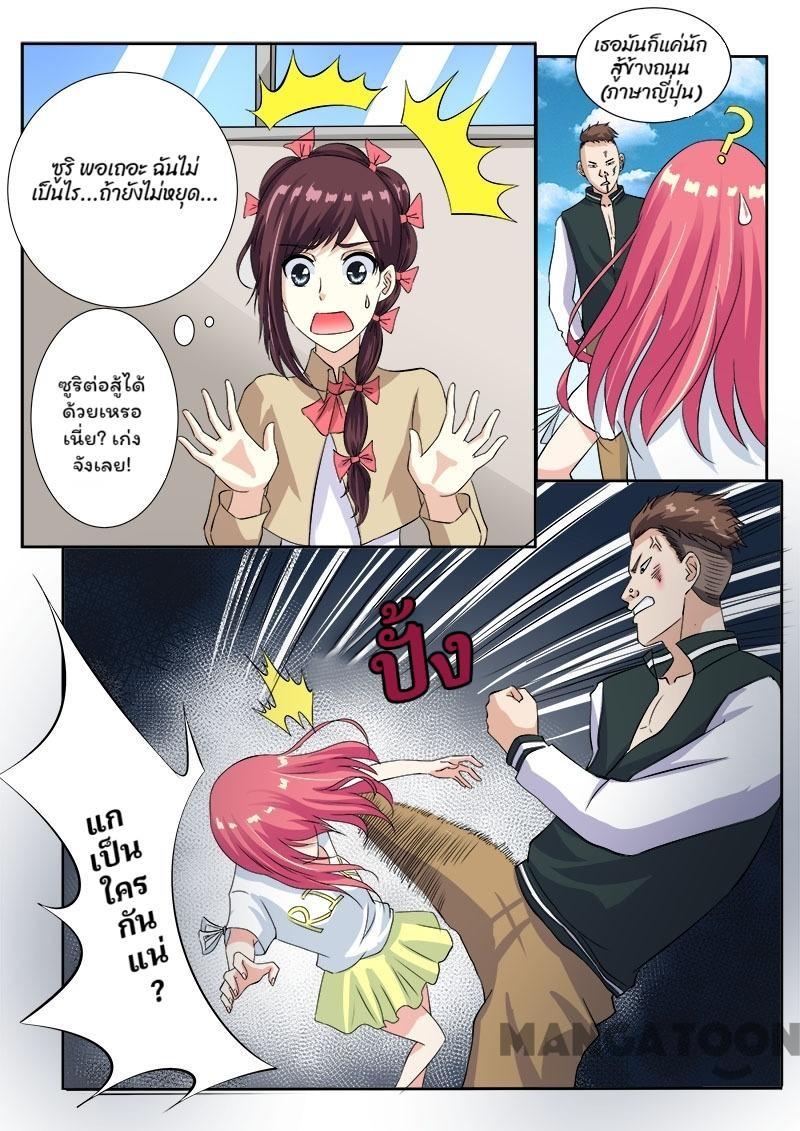 ซูริ พอเถอะ ฉันไม่
เป็นไร...ถ้ายังไม่หยุด...
ซูริต่อสู้ได้
ด้วยเหรอ
เนี่ย? เก่ง
จังเลย!
เธอมันก็แค่นัก
สู้ข้างถนน
(ภาษาญี่ปุ่น)
?
ปั้ง
แก
เป็น
ใคร
กัน
แน่
?
MANGATOON